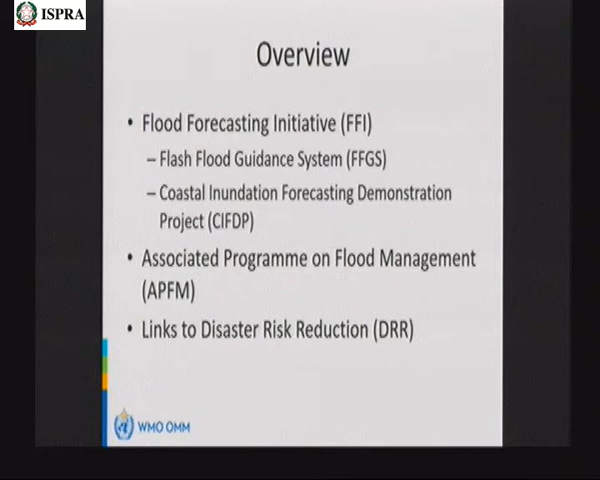 ISPRA
Overview
• Flood Forecasting Initiative (FFI)
– Flash Flood Guidance System (FFGS)
– Coastal Inundation Forecasting Demonstration
Project (CIFDP)
• Associated Programme on Flood Management
(APFM)
• Links to Disaster Risk Reduction (DRR)
WMO OMM